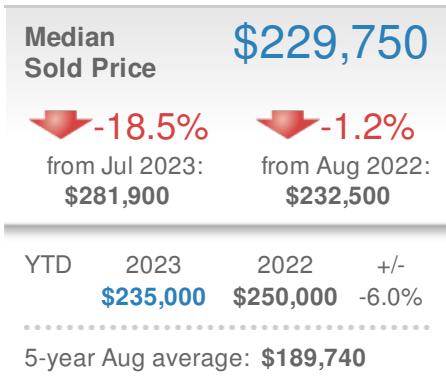 Median $229,750
Sold Price
-18.5% -1.2%
from Jul 2023: from Aug 2022:
$281,900 $232,500
YTD 2023 2022 +/-
$235,000 $250,000 -6.0%
5-year Aug average: $189,740